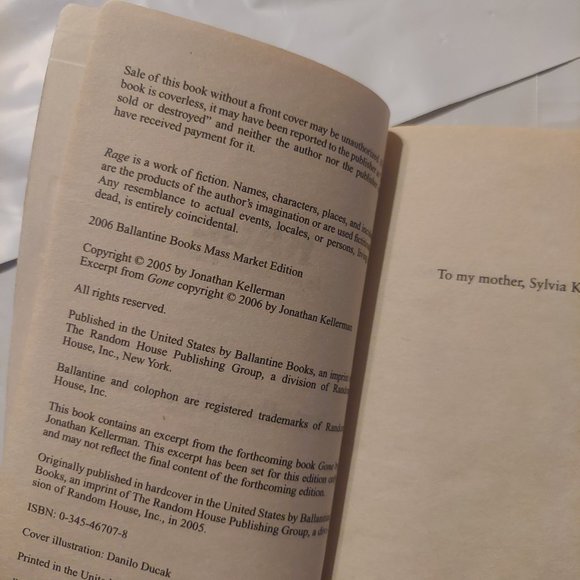 Sale of this book without a front cover may be unauthorized.
book is coverless, it may have been reported to the publisher
sold or destroyed" and neither the author nor the publisher
have received payment for it.
Rage is a work of fiction. Names, characters, places, and
are the products of the author's imagination or are used
Any resemblance to actual events, locales, or persons,
dead, is entirely coincidental.
2006 Ballantine Books Mass Market Edition
Copyright © 2005 by Jonathan Kellerman
Excerpt from Gone copyright © 2006 by Jonathan Kellerman
All rights reserved.
Published in the United States by Ballantine Books, an imprint
The Random House Publishing Group, a division of
House, Inc., New York.
Ballantine and colophon are registered trademarks of
House, Inc.
This book contains an excerpt from the forthcoming book Gone
Jonathan Kellerman. This excerpt has been set for this edition
and may not reflect the final content of the forthcoming edition.
Originally published in hardcover in the United States by
Books, an imprint of The Random House Publishing Group, a
sion of Random House, Inc., in 2005.
ISBN: 0-345-46707-8
Cover illustration: Danilo Ducak
Printed in the
To my mother, Sylvia K